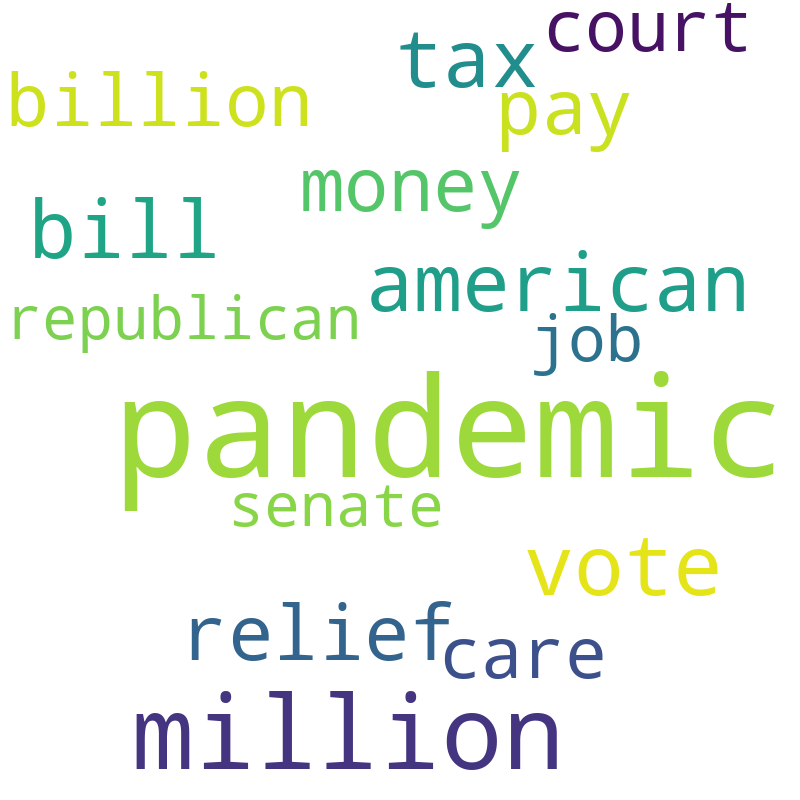 court
tax
billion
pay
money
bill
american
republican
job
pandemic
senate
vote
relief
care
million